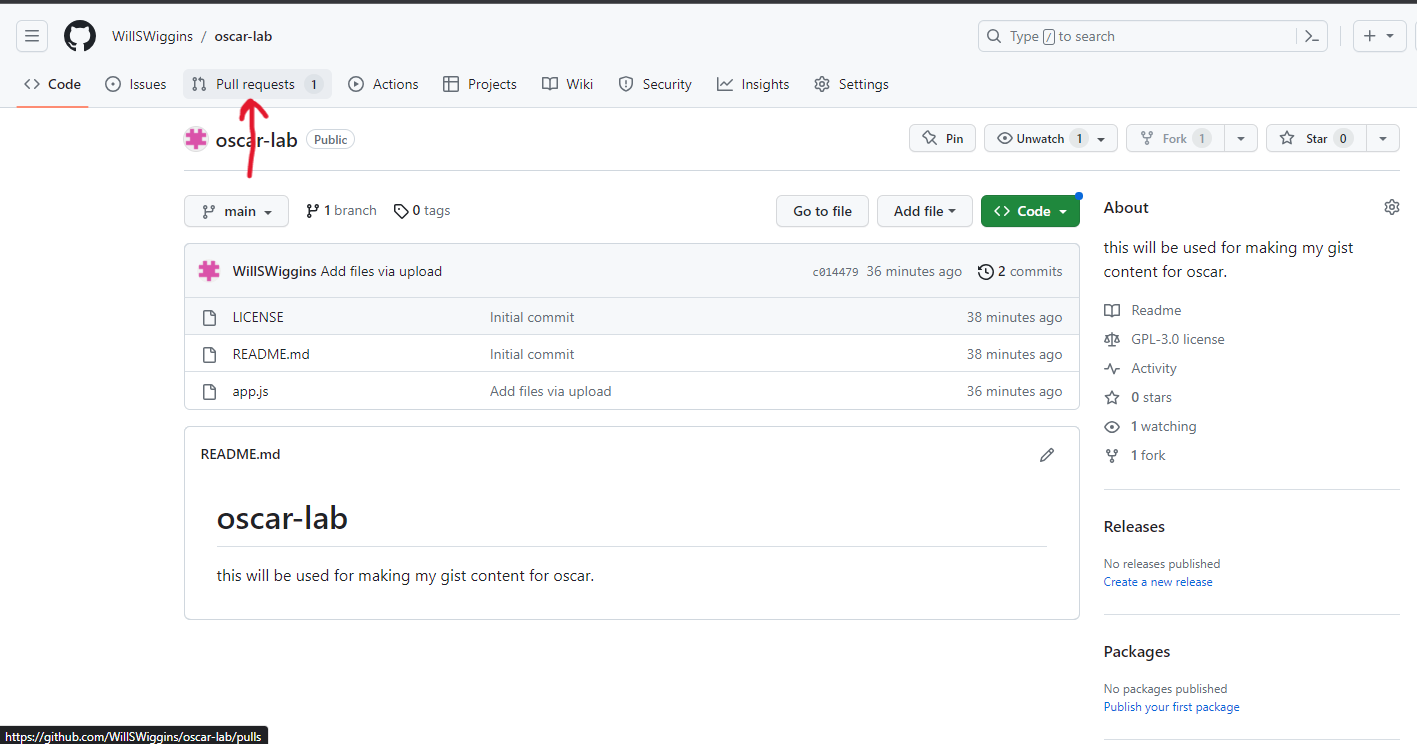 WillSWiggins / oscar-lab
Type / to search
Code Issues Pull requests 1 Actions Projects Wiki Security Insights Settings
oscar-lab Public
Pin Unwatch 1 Fork 1 Star 0
main 1 branch 0 tags
Go to file Add file Code
WillSWiggins Add files via upload c014479 36 minutes ago 2 commits
LICENSE Initial commit 38 minutes ago
README.md Initial commit 38 minutes ago
app.js Add files via upload 36 minutes ago
README.md
oscar-lab
this will be used for making my gist content for oscar.
About
this will be used for making my gist
content for oscar.
Readme
GPL-3.0 license
Activity
0 stars
1 watching
1 fork
Releases
No releases published
Create a new release
Packages
No packages published
Publish your first package
https://github.com/WillSWiggins/oscar-lab/pulls